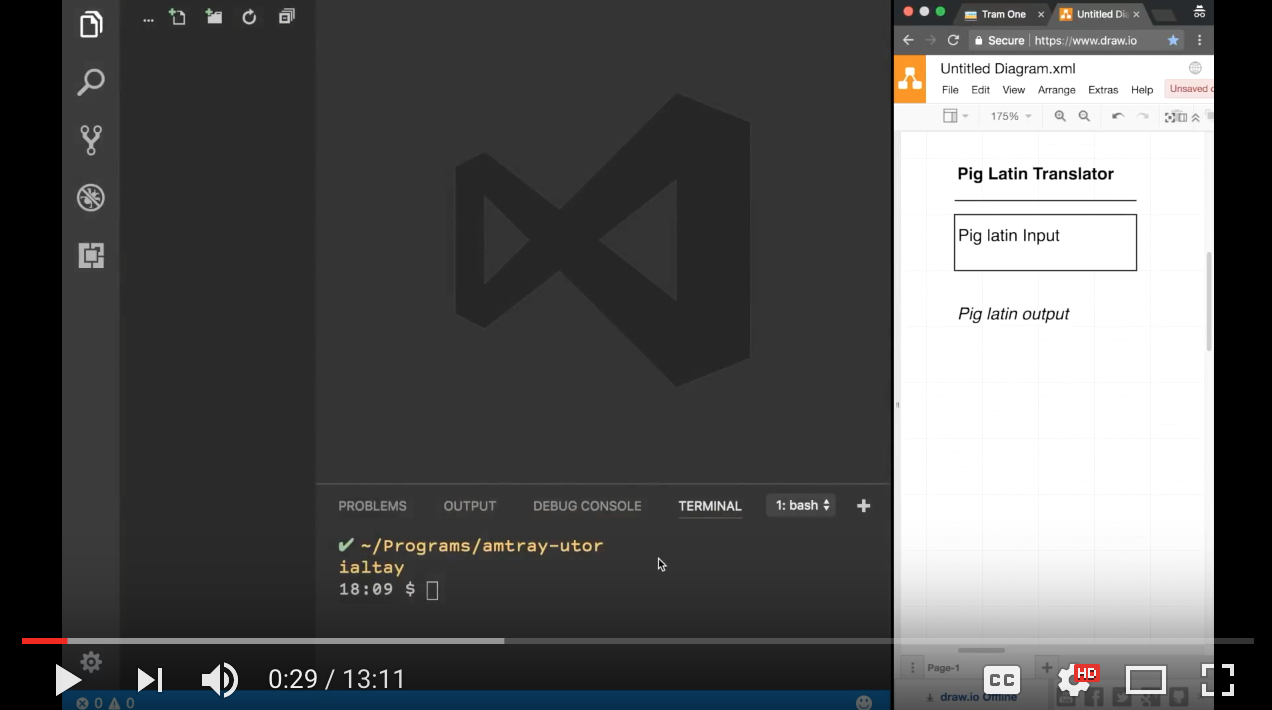 ...
PROBLEMS OUTPUT DEBUG CONSOLE TERMINAL 1: bash
✔ ~/Programs/amtray-utor
ialtay
18:09 $
0 0
Tram One × Untitled Di ×
Secure https://www.draw.io
Untitled Diagram.xml
File Edit View Arrange Extras Help Unsaved c
175%
Pig Latin Translator
Pig latin Input
Pig latin output
Page-1
draw.io Offline
0:29 / 13:11
CC HD